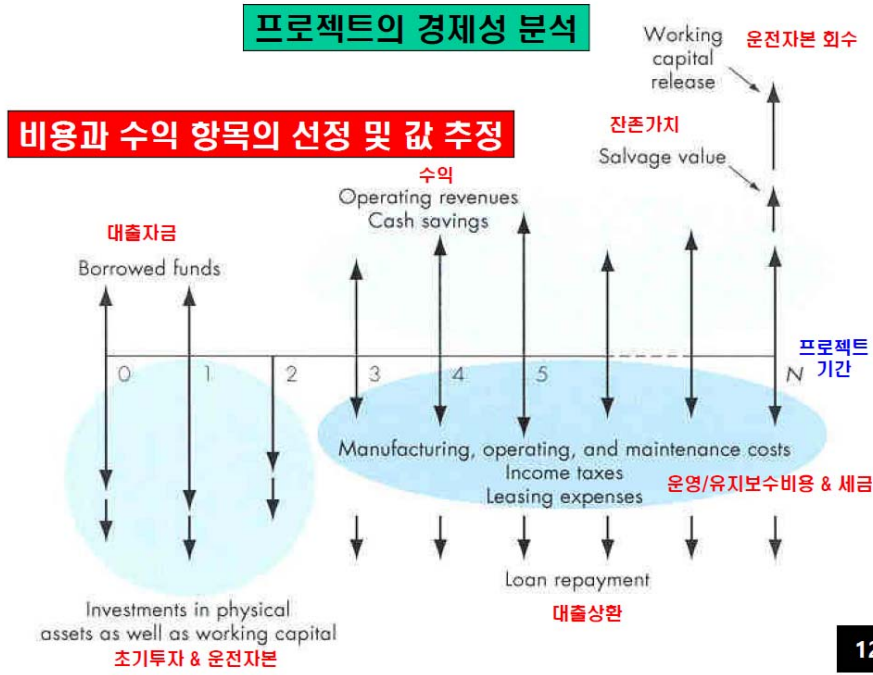 프로젝트의 경제성 분석
Working
capital
release
운전자본 회수
비용과 수익 항목의 선정 및 값 추정
잔존가치
Salvage value
수익
Operating revenues
Cash savings
대출자금
Borrowed funds
0 1 2 3 4 5 N
프로젝트
기간
Manufacturing, operating, and maintenance costs
Income taxes
Leasing expenses
운영/유지보수비용 & 세금
Loan repayment
대출상환
Investments in physical
assets as well as working capital
초기투자 & 운전자본
12